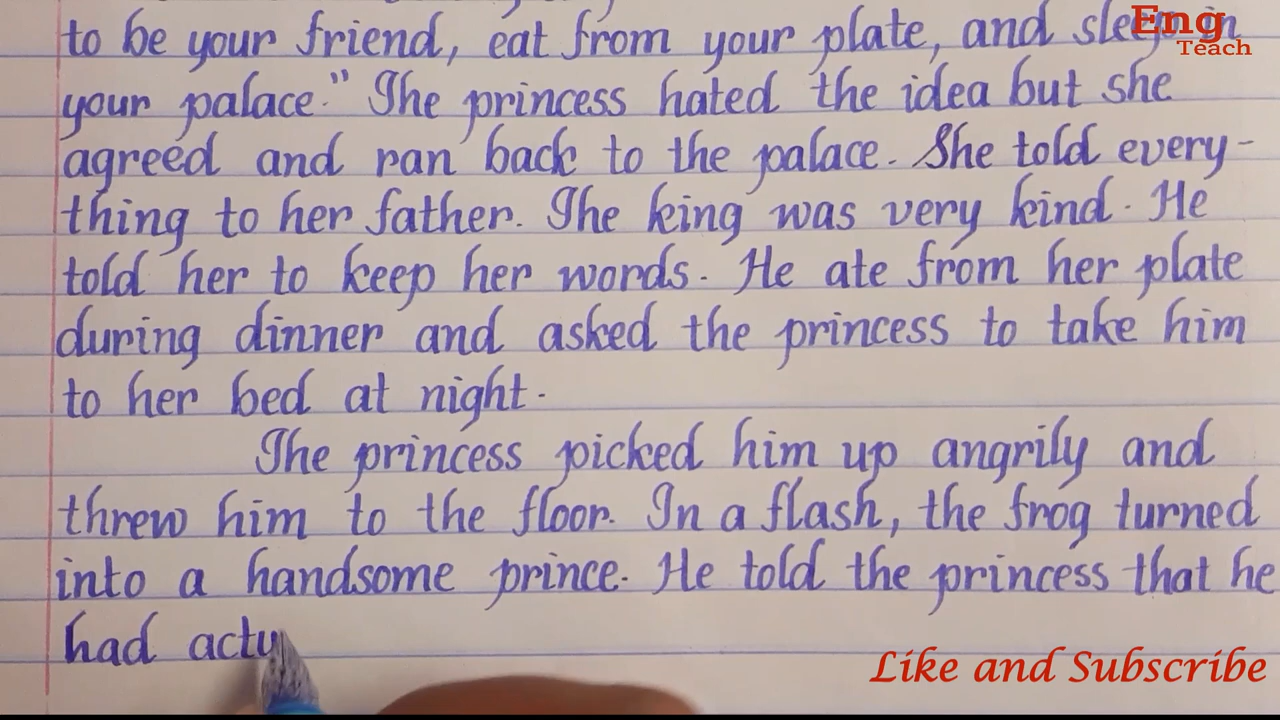 to be your friend, eat from your plate, and sleep in
Eng
Teach
your palace." The princess hated the idea but she
agreed and ran back to the palace. She told every-
thing to her father. The king was very kind. He
told her to keep her words. He ate from her plate
during dinner and asked the princess to take him
to her bed at night.
The princess picked him up angrily and
threw him to the floor. In a flash, the frog turned
into a handsome prince. He told the princess that he
had actu
Like and Subscribe